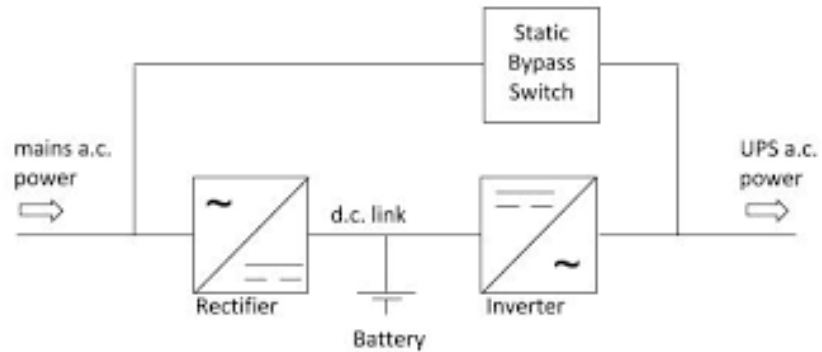 Static
Bypass
Switch
mains a.c.
power
UPS a.c.
power
~
d.c. link
~
Rectifier
Inverter
Battery